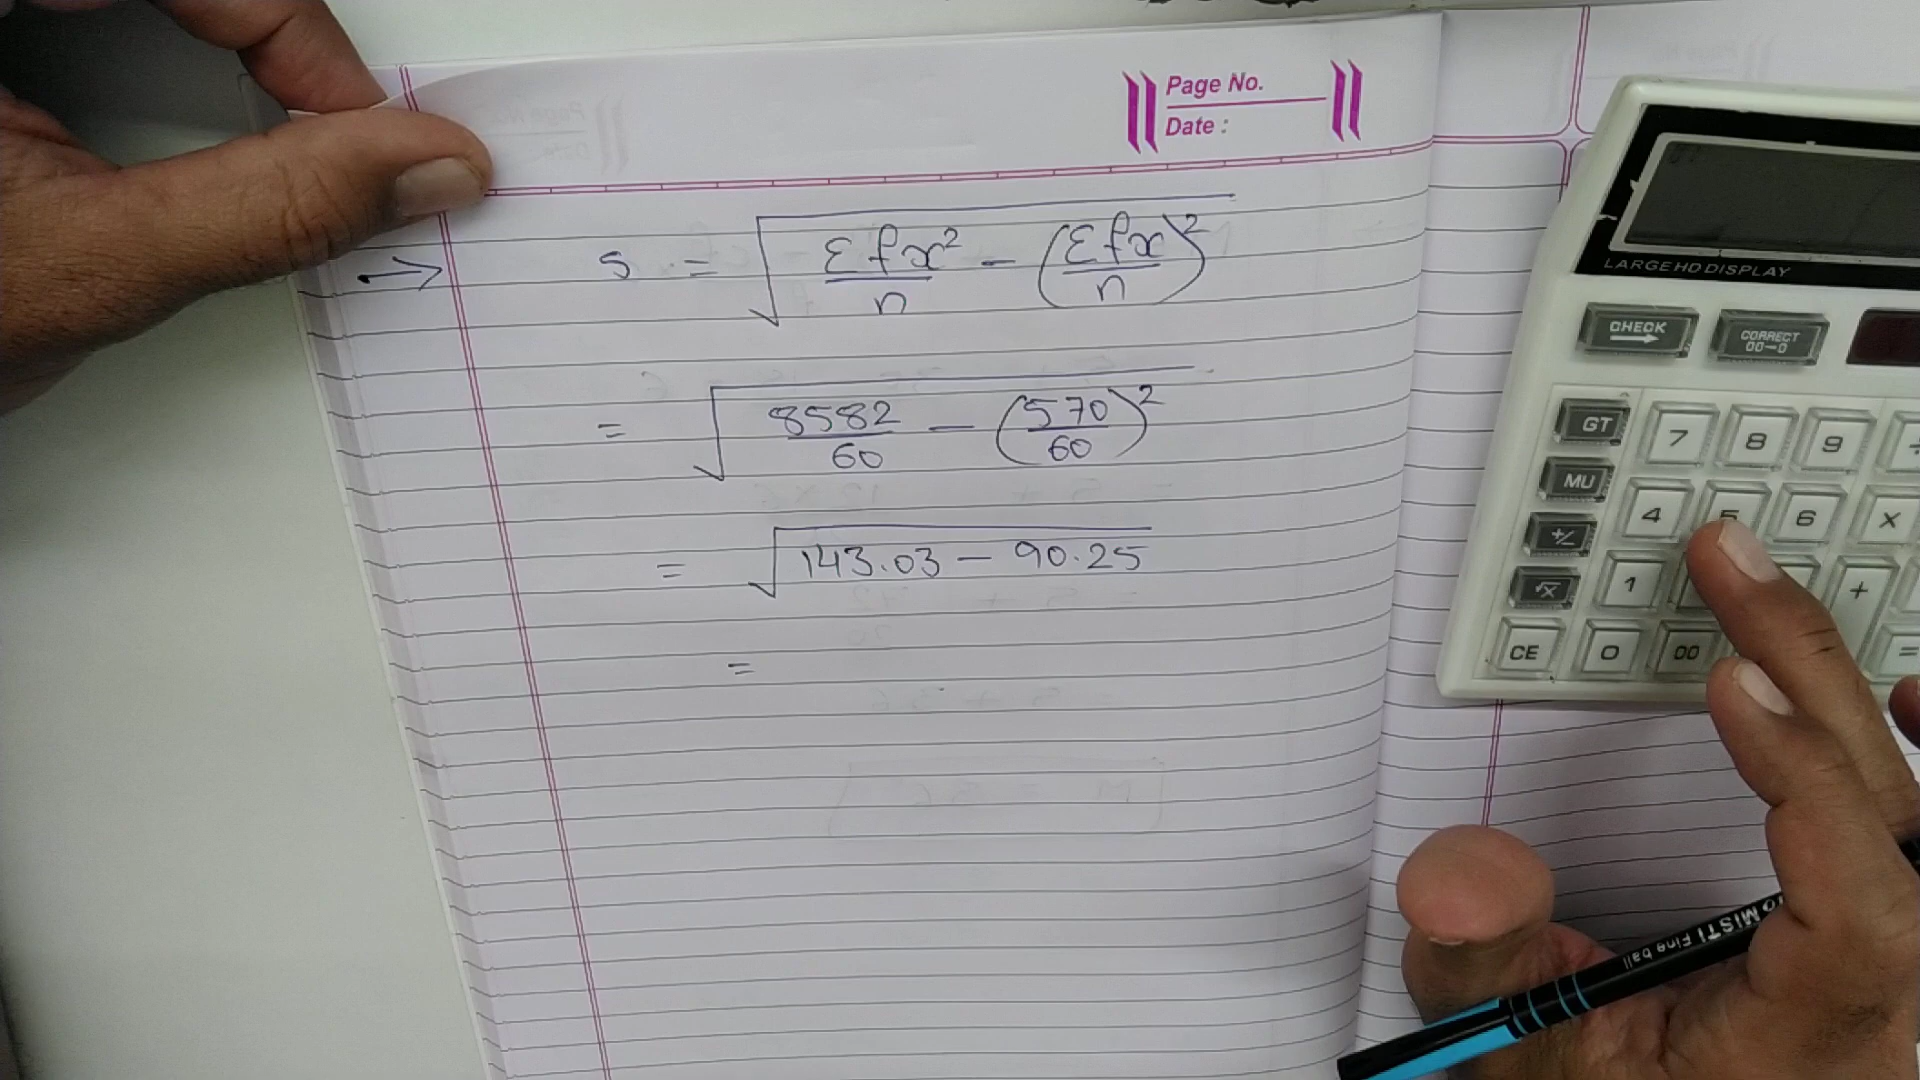 Page No.
Date :
s = √(Σfx²/n − (Σfx/n)²)
= √(8582/60 − (570/60)²)
= √(143.03 − 90.25)
=
LARGE HD DISPLAY
CHECK →
CORRECT 00→0
GT 7 8 9 ÷
MU 4 5 6 X
+/−
√x 1 +
CE 0 00 =
MISTI Fine ball